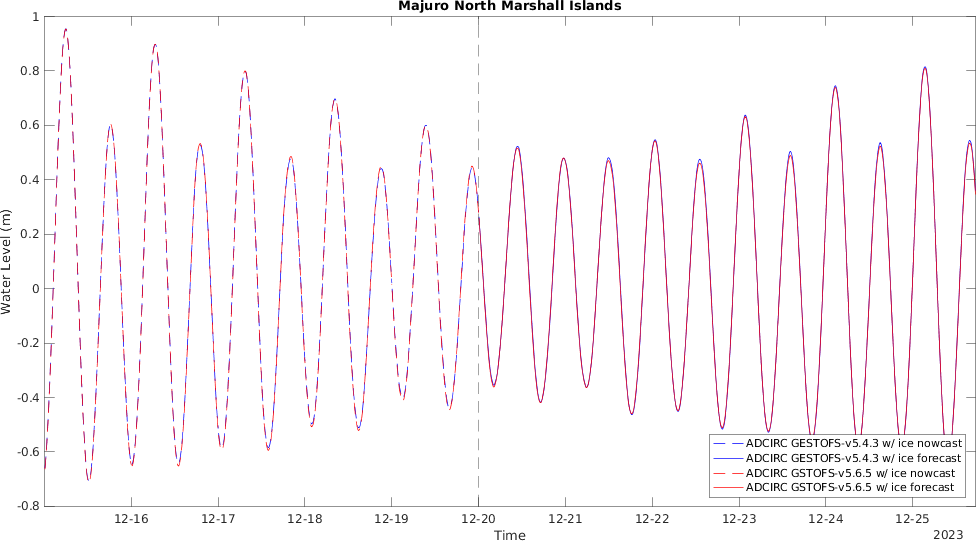 Majuro North Marshall Islands
1
0.8
0.6
0.4
0.2
0
-0.2
-0.4
-0.6
-0.8
Water Level (m)
12-16 12-17 12-18 12-19 12-20 12-21 12-22 12-23 12-24 12-25
Time
2023
ADCIRC GESTOFS-v5.4.3 w/ ice nowcast
ADCIRC GESTOFS-v5.4.3 w/ ice forecast
ADCIRC GSTOFS-v5.6.5 w/ ice nowcast
ADCIRC GSTOFS-v5.6.5 w/ ice forecast